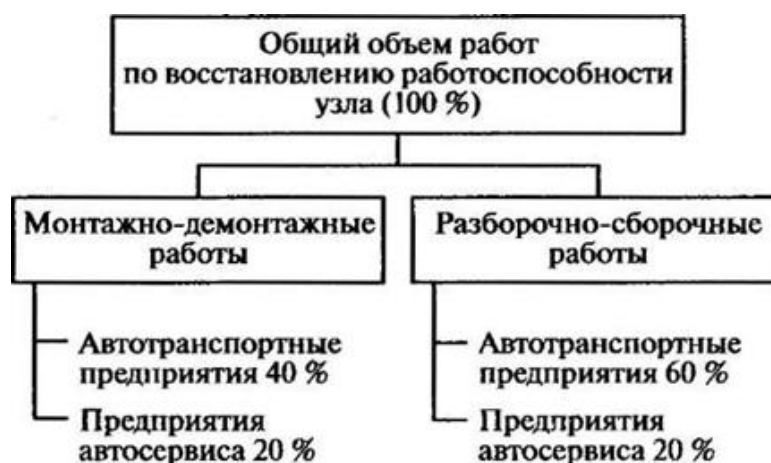 Общий объем работ
по восстановлению работоспособности
узла (100 %)
Монтажно-демонтажные
работы
Разборочно-сборочные
работы
Автотранспортные
предприятия 40 %
Предприятия
автосервиса 20 %
Автотранспортные
предприятия 60 %
Предприятия
автосервиса 20 %